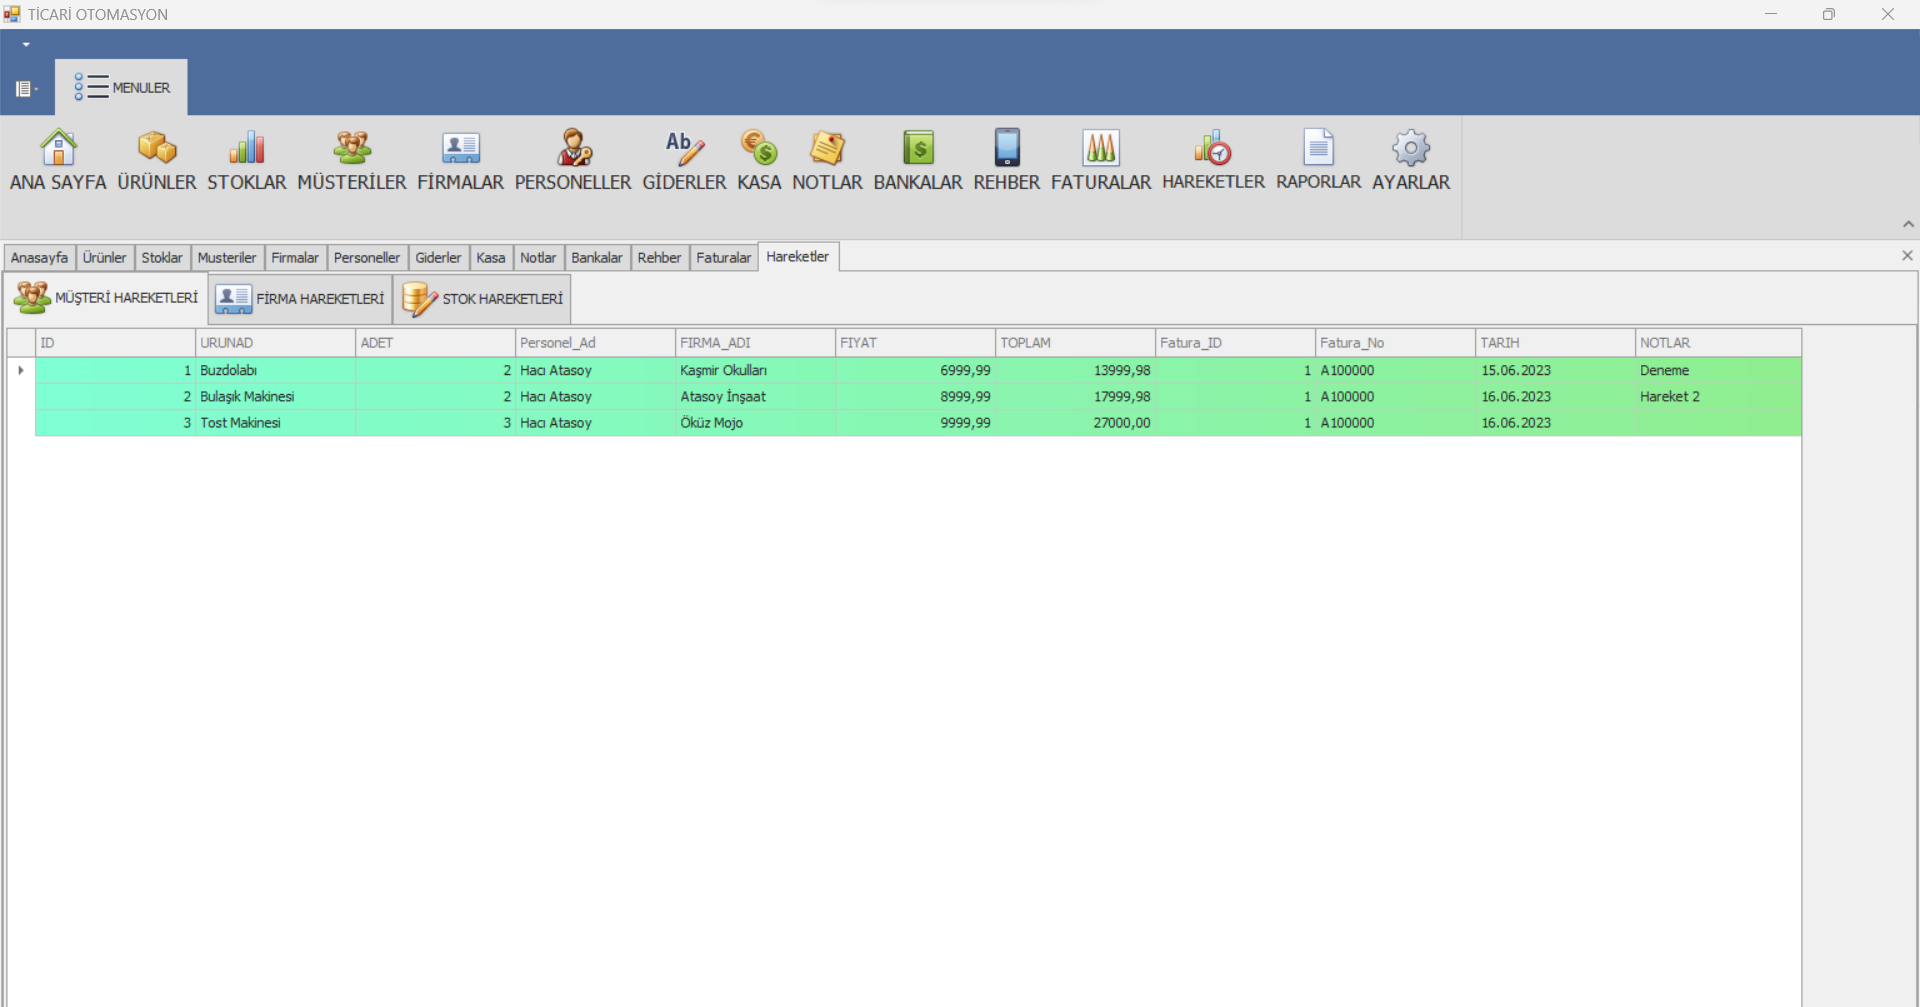 TİCARİ OTOMASYON
MENULER
ANA SAYFA ÜRÜNLER STOKLAR MÜSTERİLER FİRMALAR PERSONELLER GİDERLER KASA NOTLAR BANKALAR REHBER FATURALAR HAREKETLER RAPORLAR AYARLAR
Anasayfa Ürünler Stoklar Musteriler Firmalar Personeller Giderler Kasa Notlar Bankalar Rehber Faturalar Hareketler
MÜŞTERİ HAREKETLERİ FİRMA HAREKETLERİ STOK HAREKETLERİ
ID URUNAD ADET Personel_Ad FIRMA_ADI FIYAT TOPLAM Fatura_ID Fatura_No TARIH NOTLAR
1 Buzdolabı 2 Hacı Atasoy Kaşmir Okulları 6999,99 13999,98 1 A100000 15.06.2023 Deneme
2 Bulaşık Makinesi 2 Hacı Atasoy Atasoy İnşaat 8999,99 17999,98 1 A100000 16.06.2023 Hareket 2
3 Tost Makinesi 3 Hacı Atasoy Öküz Mojo 9999,99 27000,00 1 A100000 16.06.2023